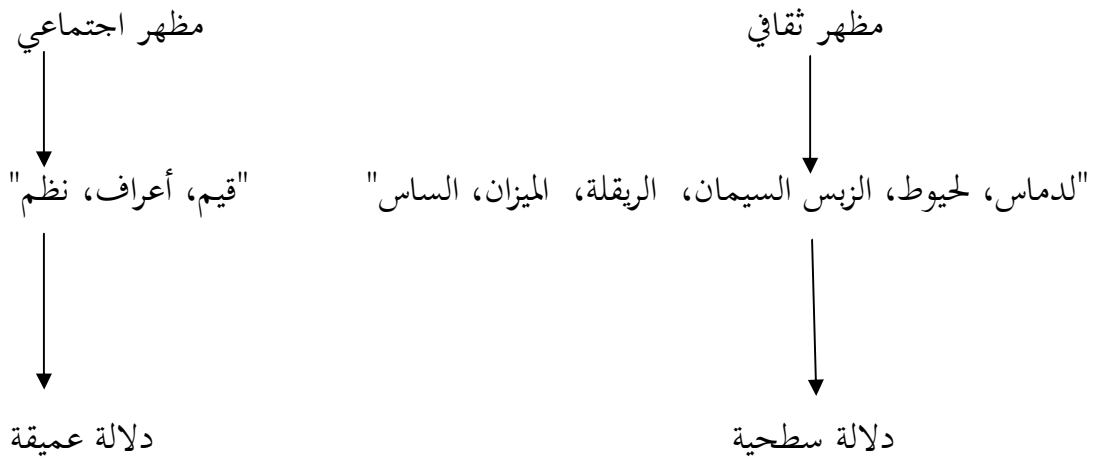 مظهر ثقافي مظهر اجتماعي
"لدماس، لحيوط، الزبس السيمان، الريقلة، الميزان، الساس" "قيم، أعراف، نظم"
دلالة سطحية دلالة عميقة